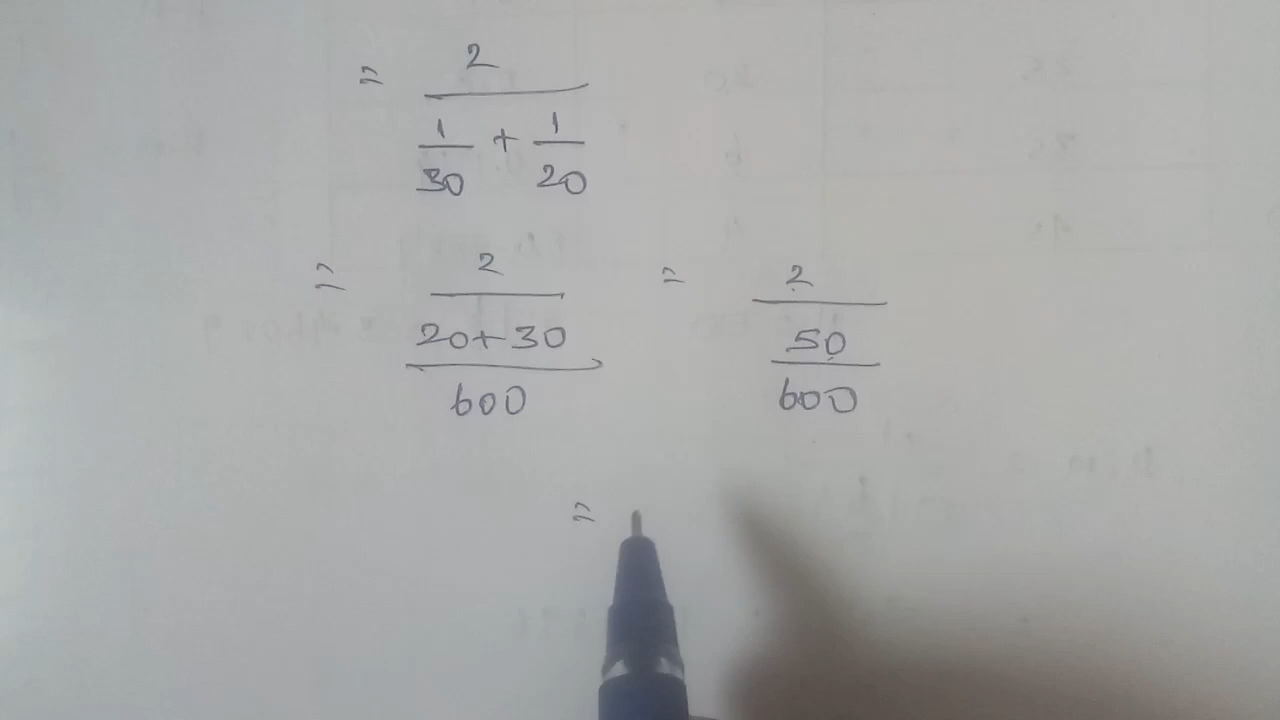 = 2
1/30 + 1/20
= 2 = 2
20+30 50
600 600
=